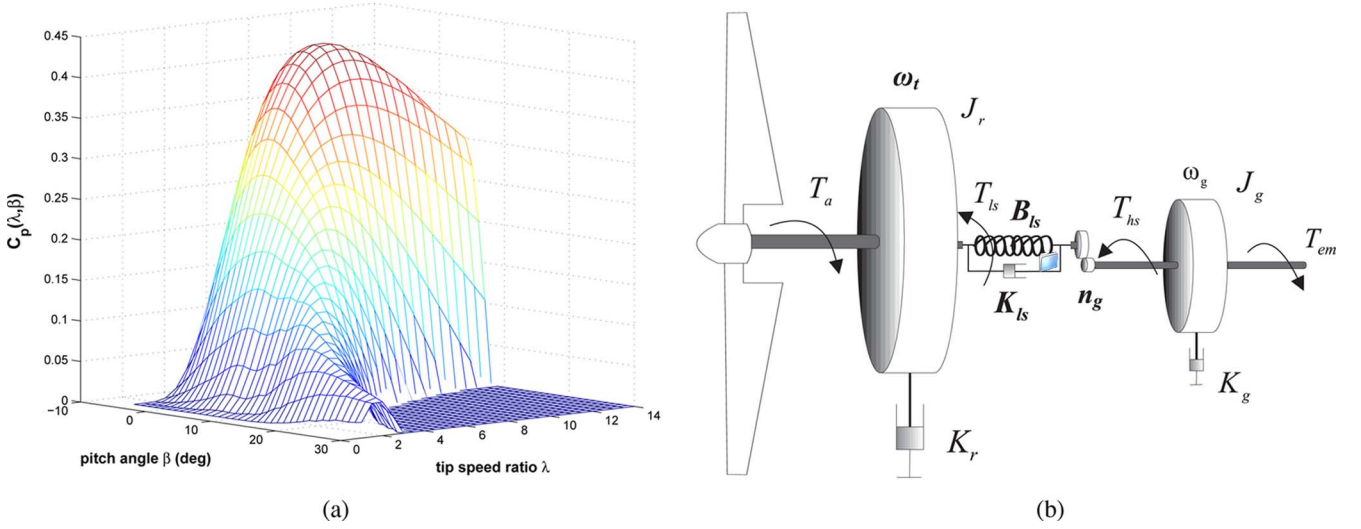 0.45
0.4
0.35
0.3
0.25
0.2
0.15
0.1
0.05
0
C_p(λ,β)
−10
0
10
20
30
pitch angle β (deg)
0
2
4
6
8
10
12
14
tip speed ratio λ
(a)
ω_t
J_r
T_a
T_ls
B_ls
K_ls
n_g
T_hs
ω_g
J_g
T_em
K_r
K_g
(b)